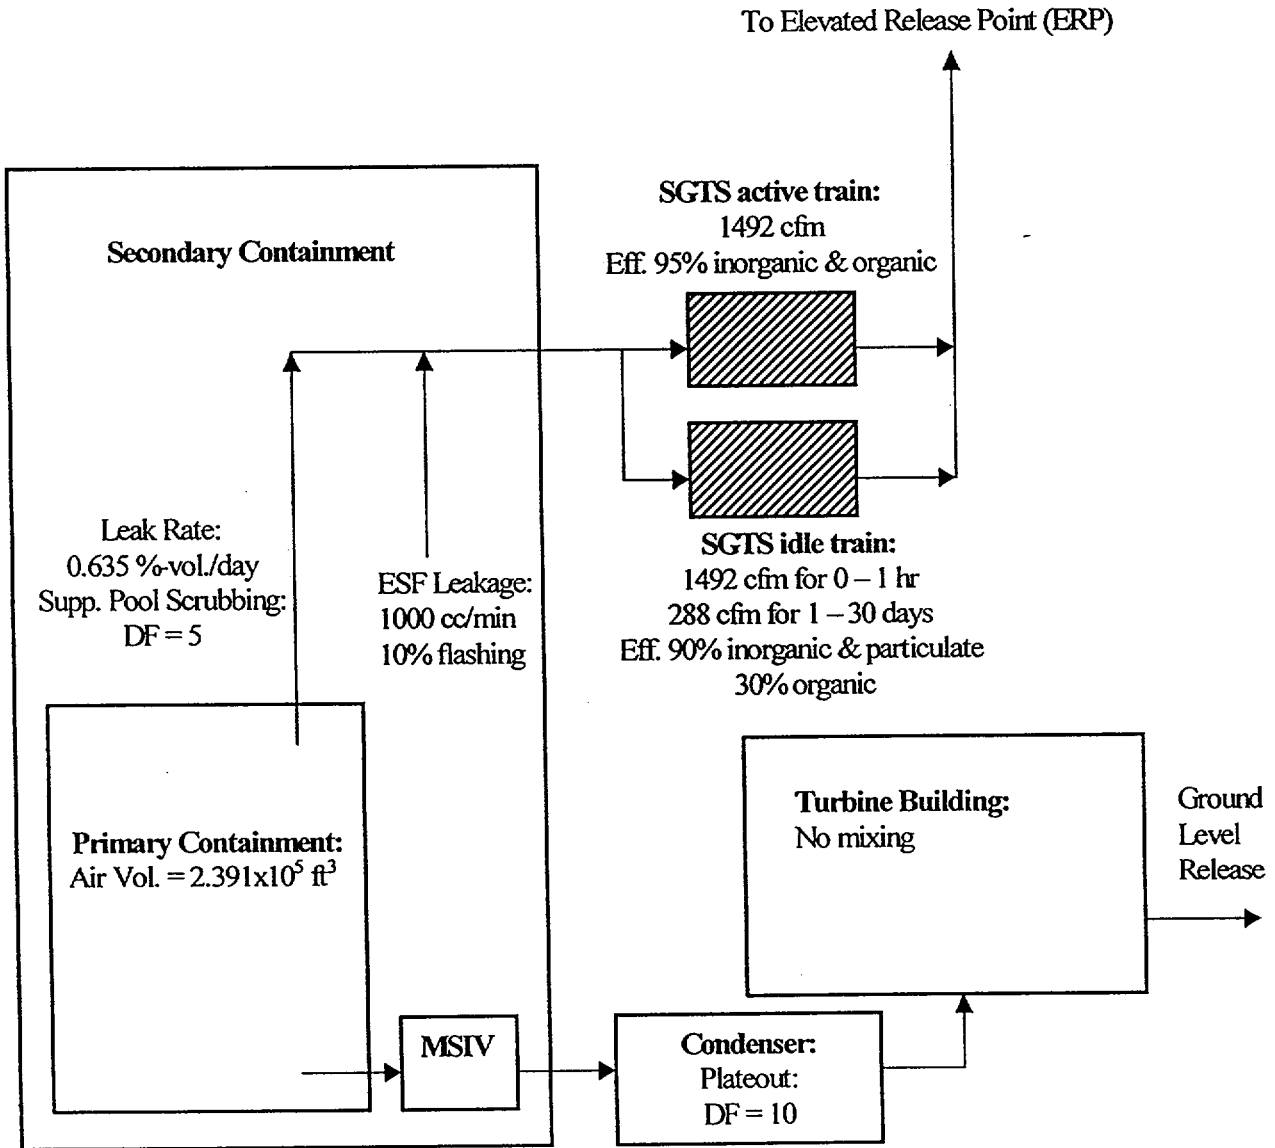 To Elevated Release Point (ERP)
SGTS active train:
1492 cfm
Eff. 95% inorganic & organic
Secondary Containment
Leak Rate:
0.635 %-vol./day
Supp. Pool Scrubbing:
DF = 5
ESF Leakage:
1000 cc/min
10% flashing
SGTS idle train:
1492 cfm for 0 – 1 hr
288 cfm for 1 – 30 days
Eff. 90% inorganic & particulate
30% organic
Primary Containment:
Air Vol. = 2.391x10⁵ ft³
Turbine Building:
No mixing
Ground
Level
Release
MSIV
Condenser:
Plateout:
DF = 10